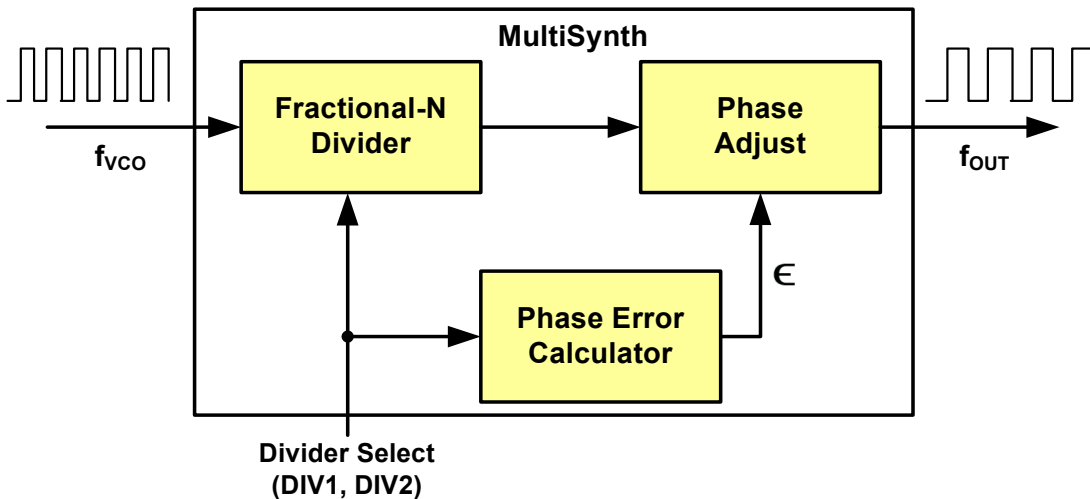 MultiSynth
Fractional-N
Divider
Phase
Adjust
fVCO
fOUT
ϵ
Phase Error
Calculator
Divider Select
(DIV1, DIV2)